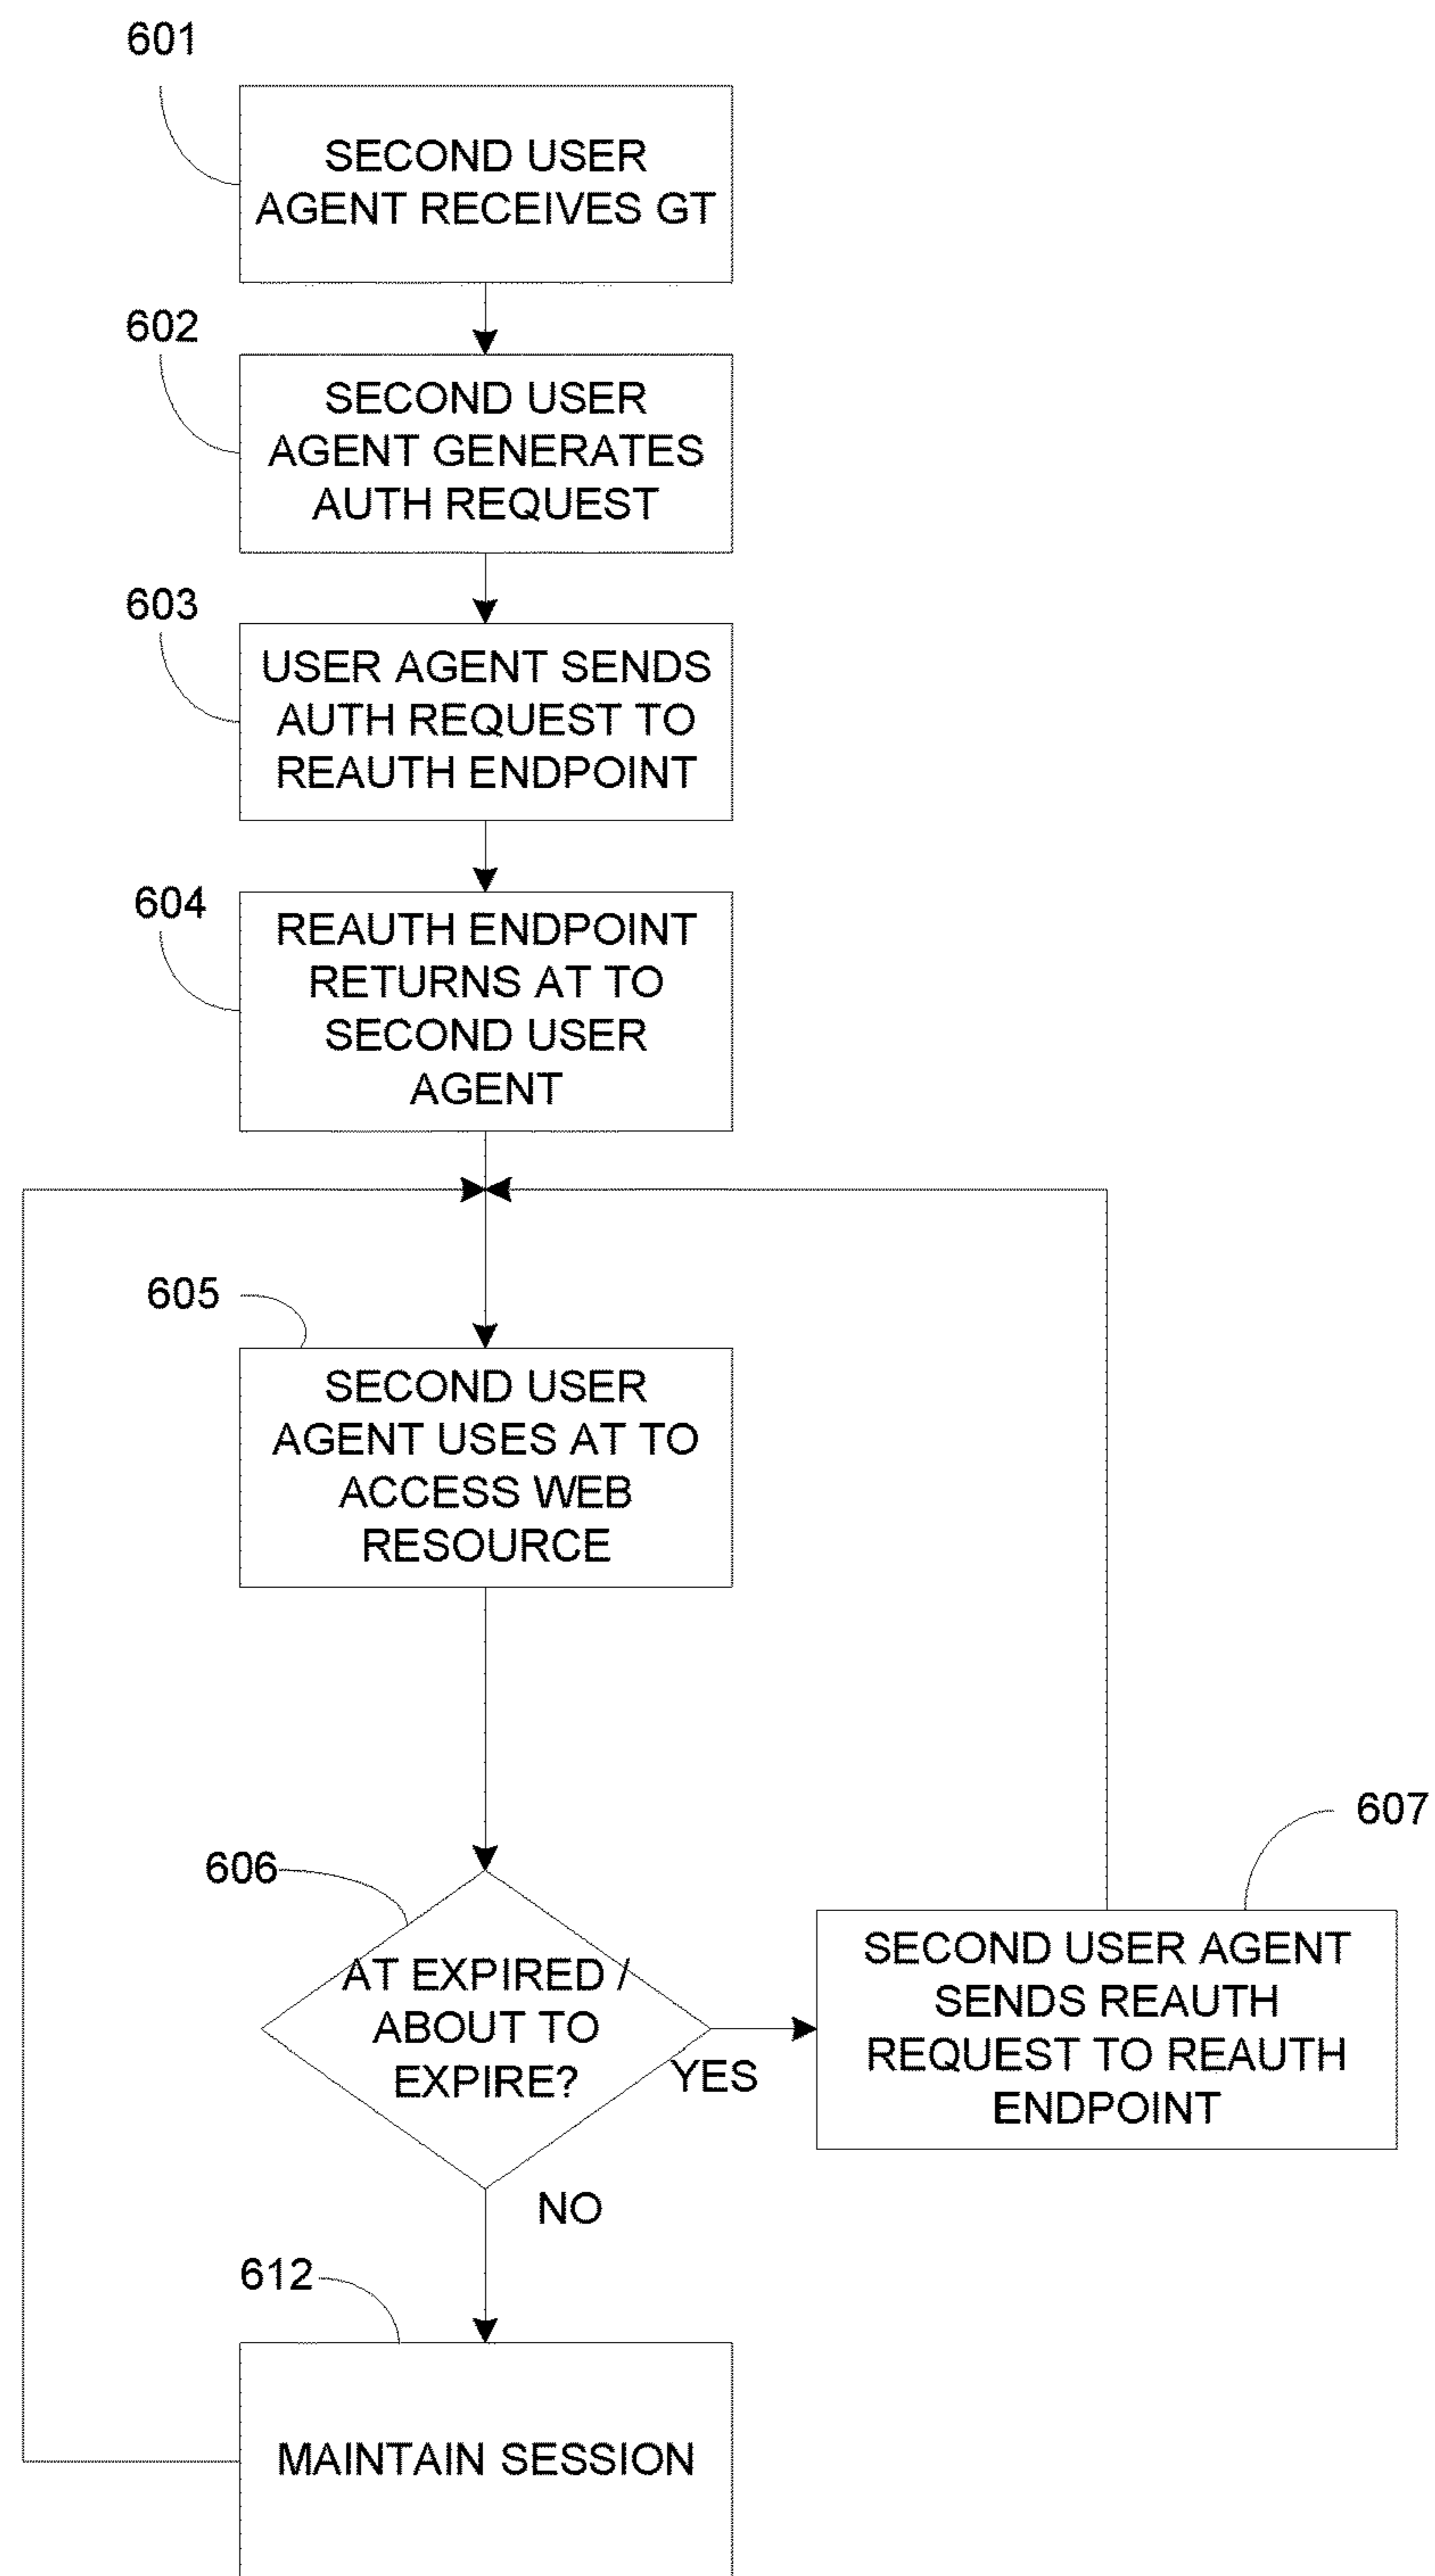 601
SECOND USER
AGENT RECEIVES GT
602
SECOND USER
AGENT GENERATES
AUTH REQUEST
603
USER AGENT SENDS
AUTH REQUEST TO
REAUTH ENDPOINT
604
REAUTH ENDPOINT
RETURNS AT TO
SECOND USER
AGENT
605
SECOND USER
AGENT USES AT TO
ACCESS WEB
RESOURCE
606
AT EXPIRED /
ABOUT TO
EXPIRE?
YES
607
SECOND USER AGENT
SENDS REAUTH
REQUEST TO REAUTH
ENDPOINT
NO
612
MAINTAIN SESSION